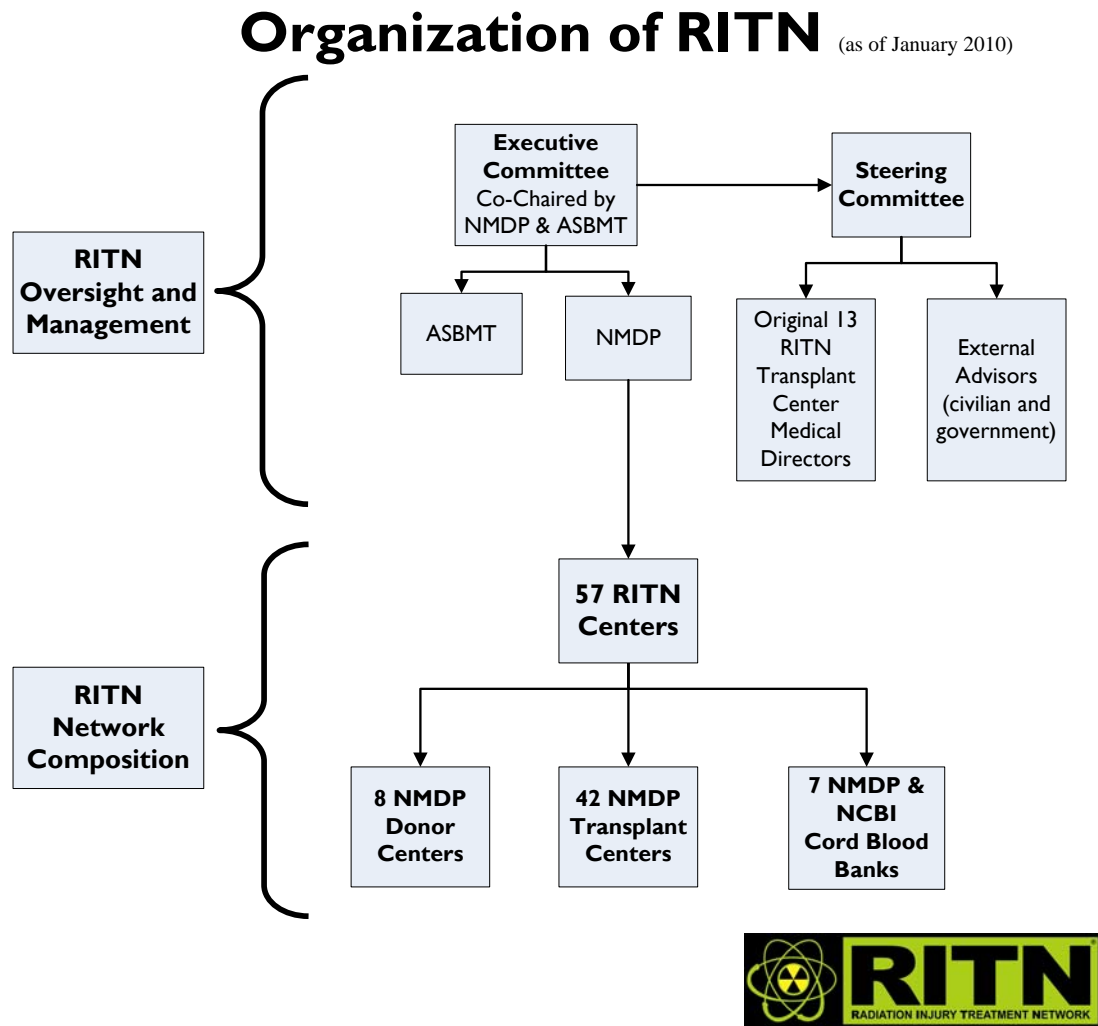 Organization of RITN (as of January 2010)
Executive
Committee
Co-Chaired by
NMDP & ASBMT
Steering
Committee
RITN
Oversight and
Management
ASBMT
NMDP
Original 13
RITN
Transplant
Center
Medical
Directors
External
Advisors
(civilian and
government)
57 RITN
Centers
RITN
Network
Composition
8 NMDP
Donor
Centers
42 NMDP
Transplant
Centers
7 NMDP &
NCBI
Cord Blood
Banks
RITN
RADIATION INJURY TREATMENT NETWORK